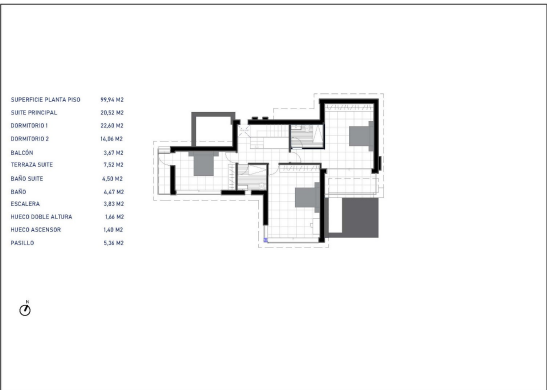 SUPERFICIE PLANTA PISO 99,94 M2
SUITE PRINCIPAL 20,52 M2
DORMITORIO 1 22,60 M2
DORMITORIO 2 14,06 M2
BALCÓN 3,67 M2
TERRAZA SUITE 7,52 M2
BAÑO SUITE 4,50 M2
BAÑO 4,47 M2
ESCALERA 3,83 M2
HUECO DOBLE ALTURA 1,66 M2
HUECO ASCENSOR 1,40 M2
PASILLO 5,36 M2
N